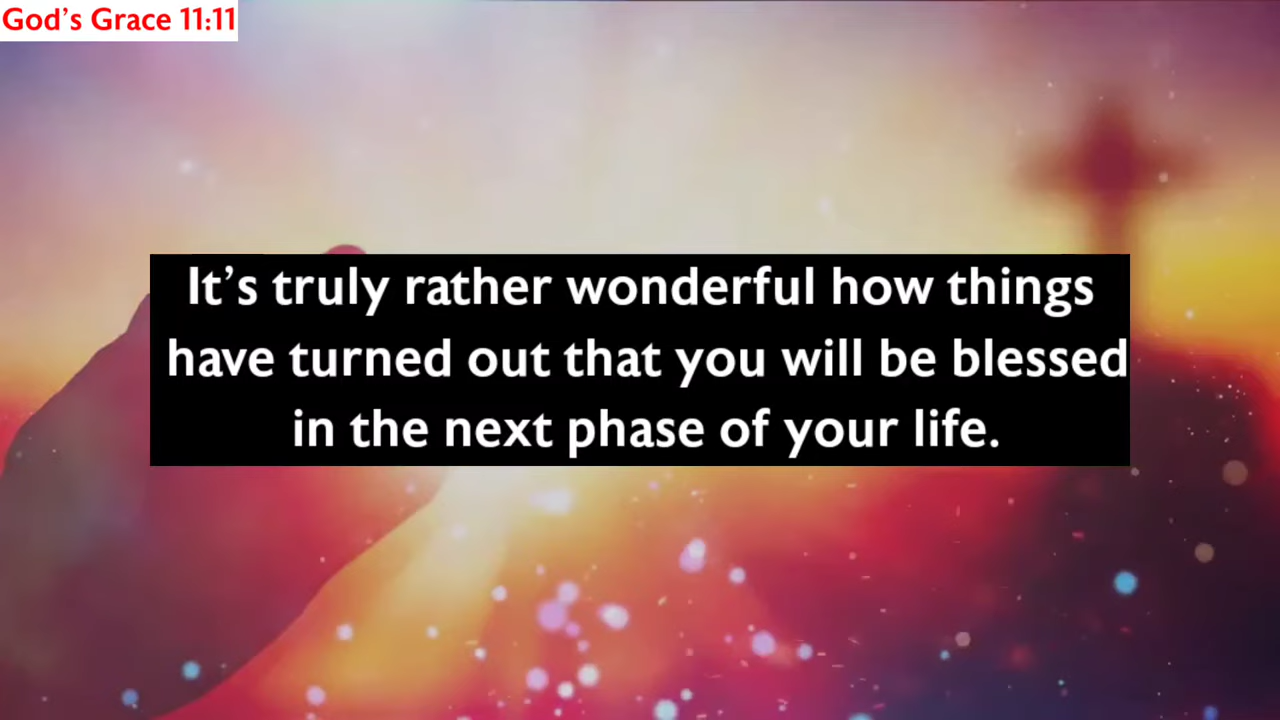 God’s Grace 11:11
It’s truly rather wonderful how things
have turned out that you will be blessed
in the next phase of your life.